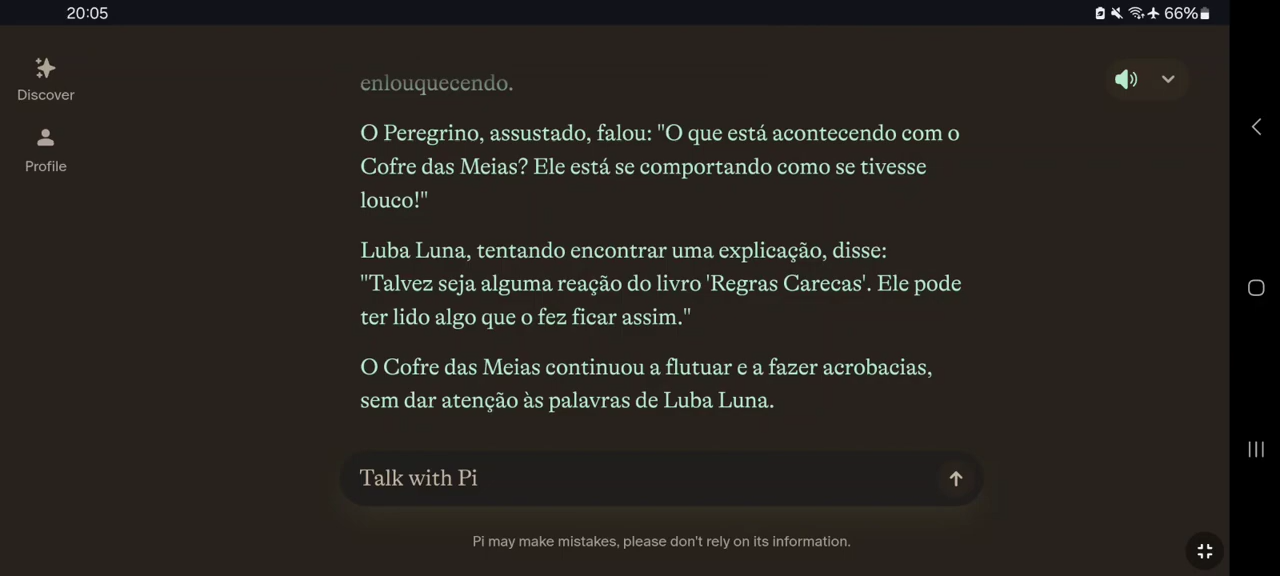 20:05
66%
Discover
Profile
enlouquecendo.
O Peregrino, assustado, falou: "O que está acontecendo com o
Cofre das Meias? Ele está se comportando como se tivesse
louco!"
Luba Luna, tentando encontrar uma explicação, disse:
"Talvez seja alguma reação do livro 'Regras Carecas'. Ele pode
ter lido algo que o fez ficar assim."
O Cofre das Meias continuou a flutuar e a fazer acrobacias,
sem dar atenção às palavras de Luba Luna.
Talk with Pi
Pi may make mistakes, please don't rely on its information.